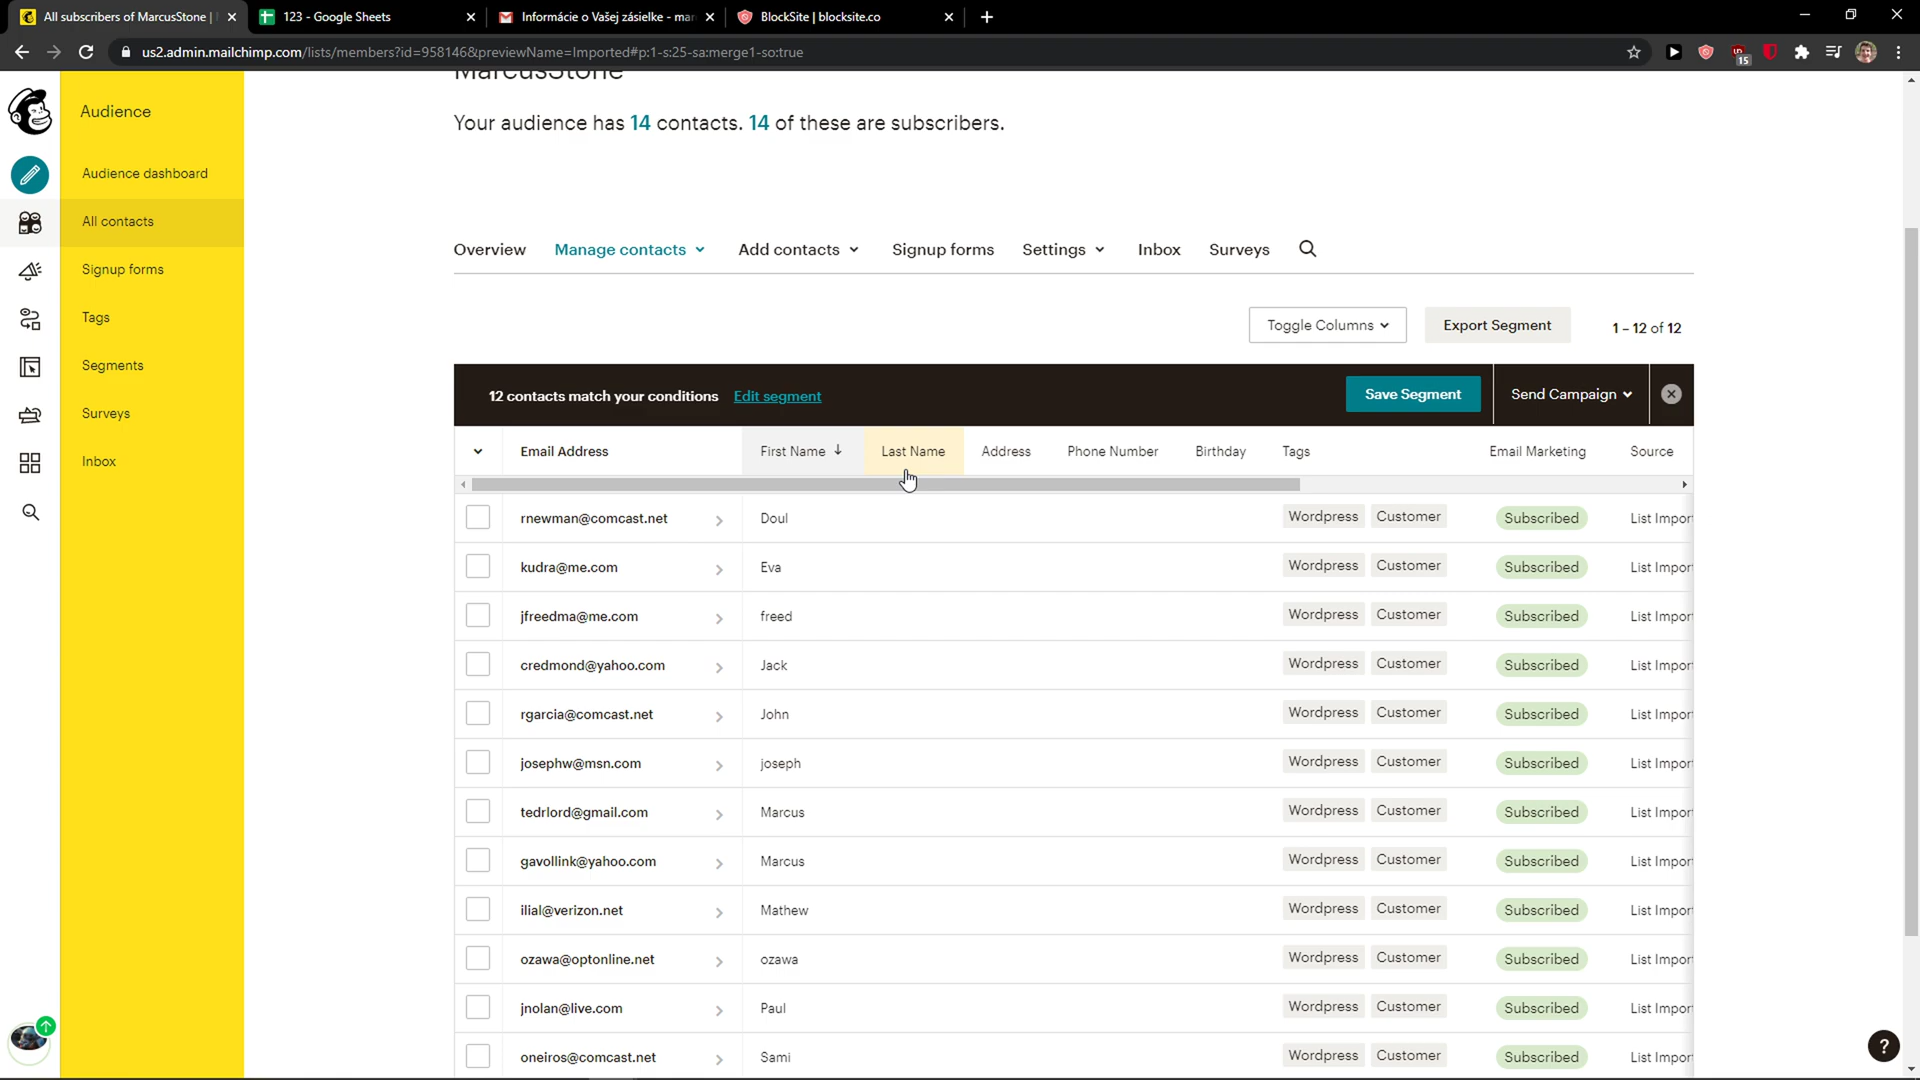 All subscribers of MarcusStone |
123 - Google Sheets
Informácie o Vašej zásielke - mar
BlockSite | blocksite.co
us2.admin.mailchimp.com/lists/members?id=958146&previewName=Imported#p:1-s:25-sa:merge1-so:true
15
Audience
Audience dashboard
All contacts
Signup forms
Tags
Segments
Surveys
Inbox
MarcusStone
Your audience has 14 contacts. 14 of these are subscribers.
Overview Manage contacts Add contacts Signup forms Settings Inbox Surveys
Toggle Columns Export Segment 1 – 12 of 12
12 contacts match your conditions Edit segment Save Segment Send Campaign
Email Address First Name Last Name Address Phone Number Birthday Tags Email Marketing Source
rnewman@comcast.net Doul Wordpress Customer Subscribed List Impor
kudra@me.com Eva Wordpress Customer Subscribed List Impor
jfreedma@me.com freed Wordpress Customer Subscribed List Impor
credmond@yahoo.com Jack Wordpress Customer Subscribed List Impor
rgarcia@comcast.net John Wordpress Customer Subscribed List Impor
josephw@msn.com joseph Wordpress Customer Subscribed List Impor
tedrlord@gmail.com Marcus Wordpress Customer Subscribed List Impor
gavollink@yahoo.com Marcus Wordpress Customer Subscribed List Impor
ilial@verizon.net Mathew Wordpress Customer Subscribed List Impor
ozawa@optonline.net ozawa Wordpress Customer Subscribed List Impor
jnolan@live.com Paul Wordpress Customer Subscribed List Impor
oneiros@comcast.net Sami Wordpress Customer Subscribed List Impor
?